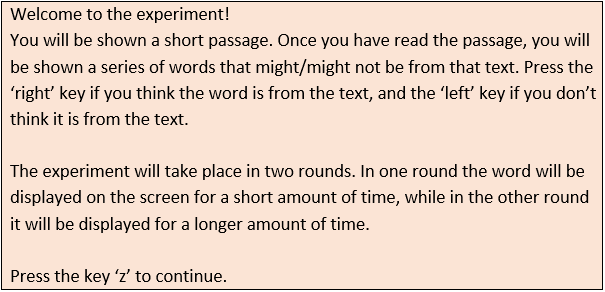 Welcome to the experiment!
You will be shown a short passage. Once you have read the passage, you will
be shown a series of words that might/might not be from that text. Press the
‘right’ key if you think the word is from the text, and the ‘left’ key if you don’t
think it is from the text.
The experiment will take place in two rounds. In one round the word will be
displayed on the screen for a short amount of time, while in the other round
it will be displayed for a longer amount of time.
Press the key ‘z’ to continue.